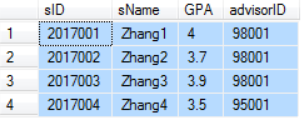 sID sName GPA advisorID
1 2017001 Zhang1 4 98001
2 2017002 Zhang2 3.7 98001
3 2017003 Zhang3 3.9 98001
4 2017004 Zhang4 3.5 95001